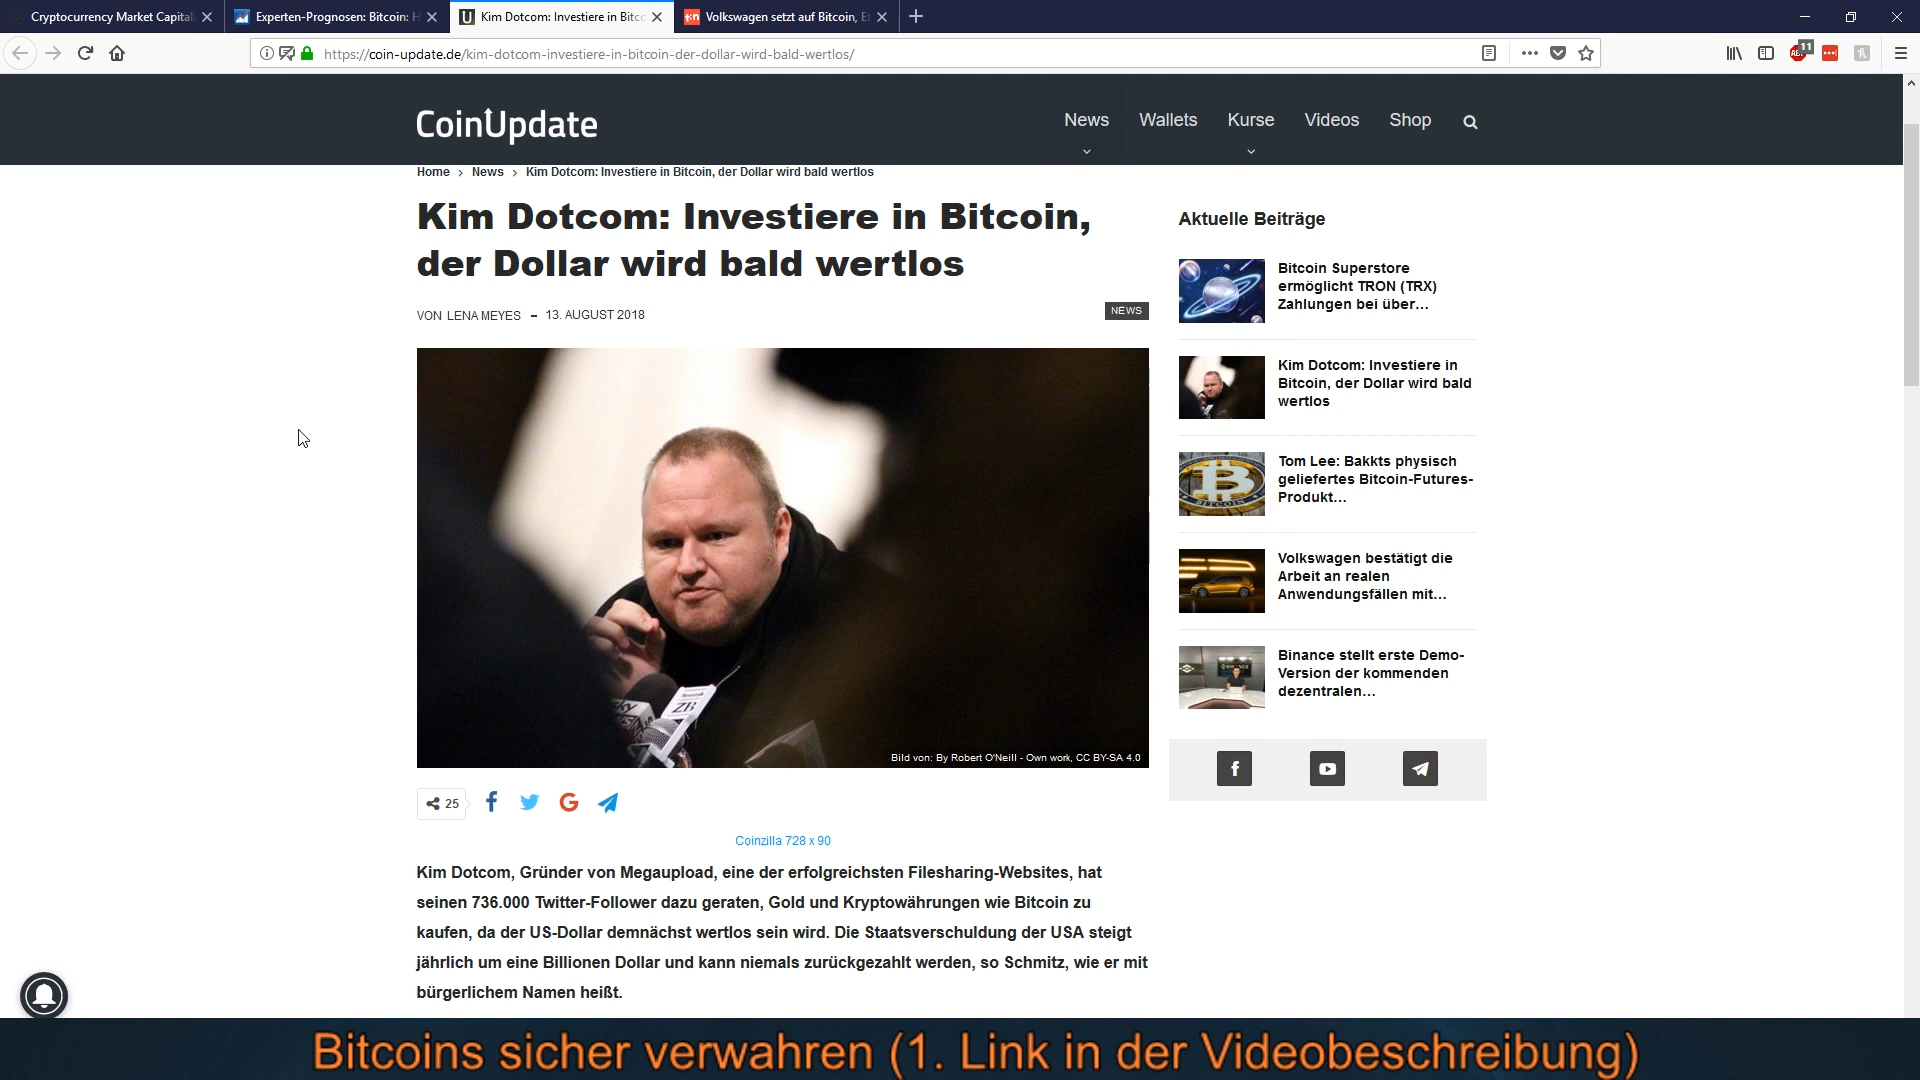 Cryptocurrency Market Capital
Experten-Prognosen: Bitcoin: H
Kim Dotcom: Investiere in Bitco
Volkswagen setzt auf Bitcoin, E
https://coin-update.de/kim-dotcom-investiere-in-bitcoin-der-dollar-wird-bald-wertlos/
11
CoinUpdate
News
Wallets
Kurse
Videos
Shop
Home > News > Kim Dotcom: Investiere in Bitcoin, der Dollar wird bald wertlos
Kim Dotcom: Investiere in Bitcoin,
der Dollar wird bald wertlos
VON LENA MEYES – 13. AUGUST 2018
NEWS
ZB
Bild von: By Robert O'Neill - Own work, CC BY-SA 4.0
25
Coinzilla 728 x 90
Kim Dotcom, Gründer von Megaupload, eine der erfolgreichsten Filesharing-Websites, hat
seinen 736.000 Twitter-Follower dazu geraten, Gold und Kryptowährungen wie Bitcoin zu
kaufen, da der US-Dollar demnächst wertlos sein wird. Die Staatsverschuldung der USA steigt
jährlich um eine Billionen Dollar und kann niemals zurückgezahlt werden, so Schmitz, wie er mit
bürgerlichem Namen heißt.
Aktuelle Beiträge
Bitcoin Superstore
ermöglicht TRON (TRX)
Zahlungen bei über...
Kim Dotcom: Investiere in
Bitcoin, der Dollar wird bald
wertlos
Tom Lee: Bakkts physisch
geliefertes Bitcoin-Futures-
Produkt...
Volkswagen bestätigt die
Arbeit an realen
Anwendungsfällen mit...
Binance stellt erste Demo-
Version der kommenden
dezentralen...
Bitcoins sicher verwahren (1. Link in der Videobeschreibung)